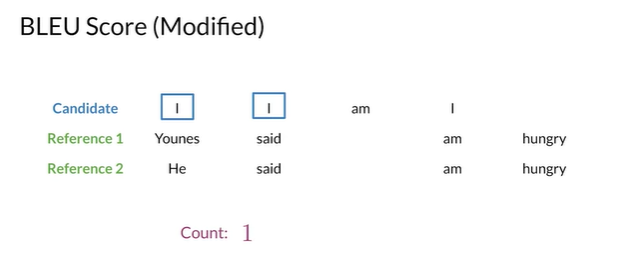 BLEU Score (Modified)
Candidate I I am I
Reference 1 Younes said am hungry
Reference 2 He said am hungry
Count: 1